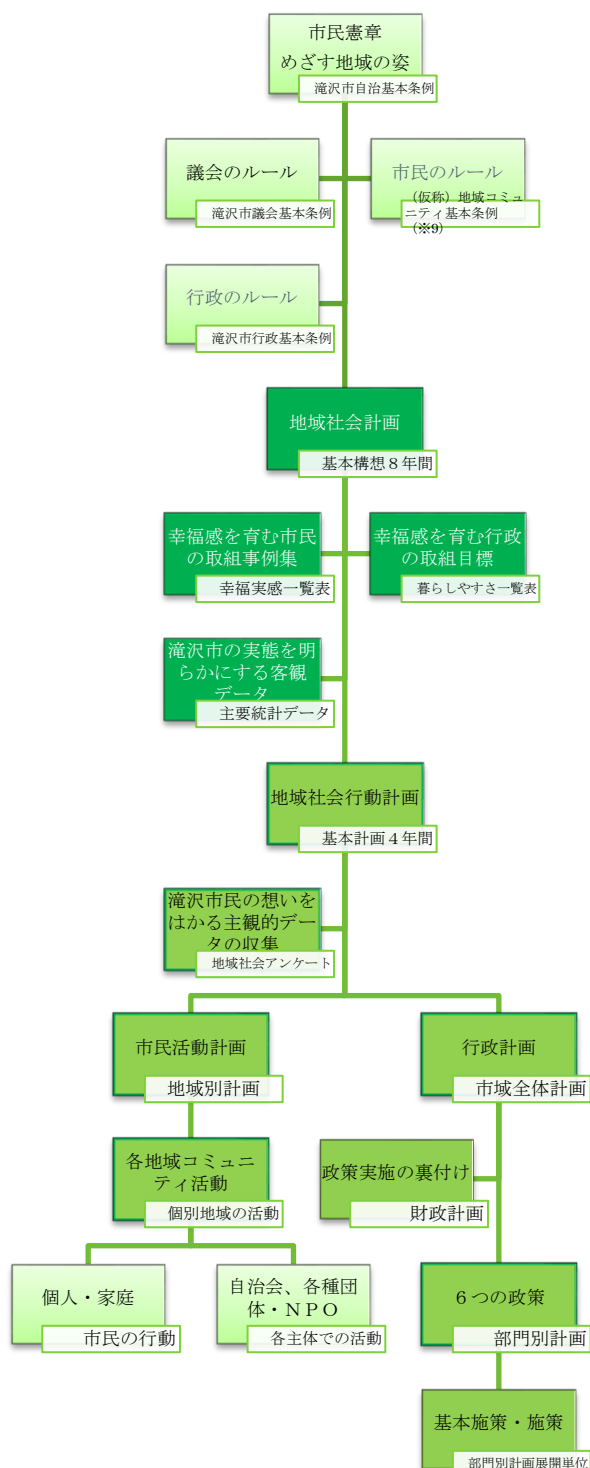 市民憲章
めざす地域の姿
滝沢市自治基本条例
議会のルール
滝沢市議会基本条例
市民のルール
（仮称）地域コミュ
ニティ基本条例
（※9）
行政のルール
滝沢市行政基本条例
地域社会計画
基本構想８年間
幸福感を育む市民
の取組事例集
幸福実感一覧表
幸福感を育む行政
の取組目標
暮らしやすさ一覧表
滝沢市の実態を明
らかにする客観
データ
主要統計データ
地域社会行動計画
基本計画４年間
滝沢市民の想いを
はかる主観的デー
タの収集
地域社会アンケート
市民活動計画
地域別計画
行政計画
市域全体計画
各地域コミュニ
ティ活動
個別地域の活動
政策実施の裏付け
財政計画
個人・家庭
市民の行動
自治会、各種団
体・ＮＰＯ
各主体での活動
６つの政策
部門別計画
基本施策・施策
部門別計画展開単位